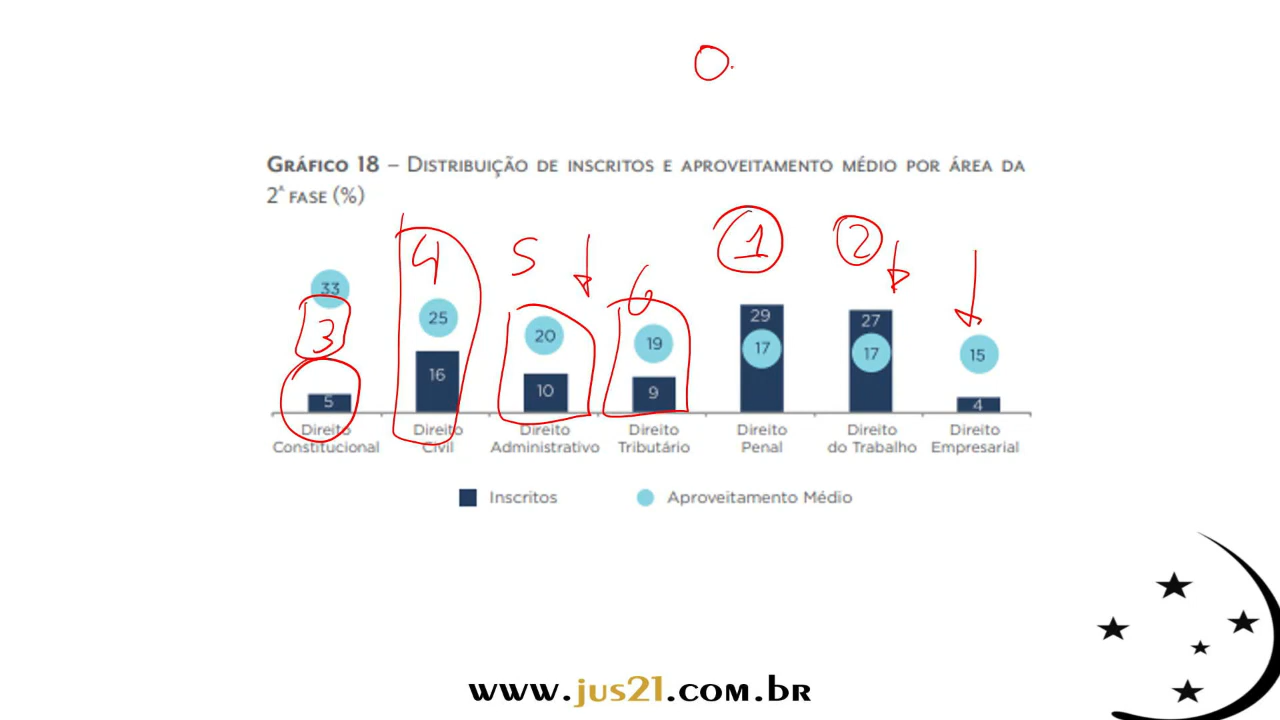 0
GRÁFICO 18 – DISTRIBUIÇÃO DE INSCRITOS E APROVEITAMENTO MÉDIO POR ÁREA DA
2ª FASE (%)
4 5 6 1 2
33 3 5
25 16
20 10
19 9
29 17
27 17
15 4
Direito Constitucional
Direito Civil
Direito Administrativo
Direito Tributário
Direito Penal
Direito do Trabalho
Direito Empresarial
Inscritos Aproveitamento Médio
www.jus21.com.br